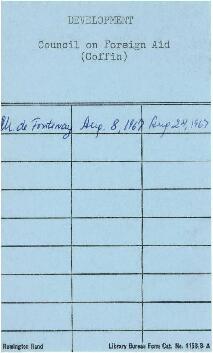 DEVELOPMENT
Council on Foreign Aid
(Coffin)
M. de Fontenay Aug. 8, 1967 Aug 24, 1967
Remington Rand Library Bureau Form Cat. No. 1153.3 A